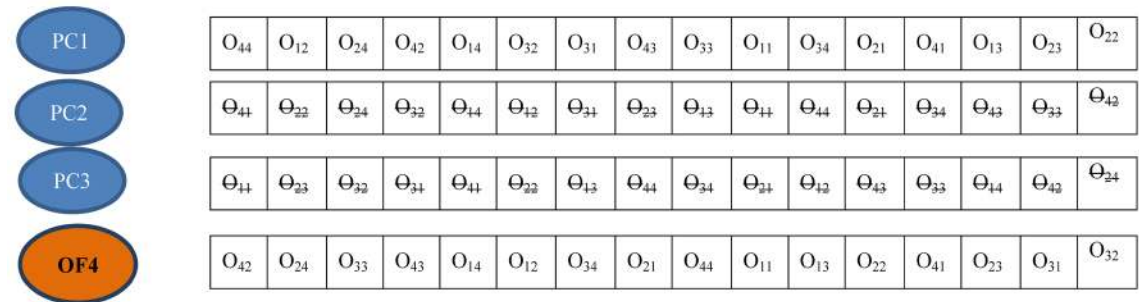 PC1 O₄₄ O₁₂ O₂₄ O₄₂ O₁₄ O₃₂ O₃₁ O₄₃ O₃₃ O₁₁ O₃₄ O₂₁ O₄₁ O₁₃ O₂₃ O₂₂
PC2 O₄₁ O₂₂ O₂₄ O₃₂ O₁₄ O₁₂ O₃₁ O₂₃ O₁₃ O₁₁ O₄₄ O₂₁ O₃₄ O₄₃ O₃₃ O₄₂
PC3 O₁₁ O₂₃ O₃₂ O₃₁ O₄₁ O₂₂ O₁₃ O₄₄ O₃₄ O₂₁ O₁₂ O₄₃ O₃₃ O₁₄ O₄₂ O₂₄
OF4 O₄₂ O₂₄ O₃₃ O₄₃ O₁₄ O₁₂ O₃₄ O₂₁ O₄₄ O₁₁ O₁₃ O₂₂ O₄₁ O₂₃ O₃₁ O₃₂